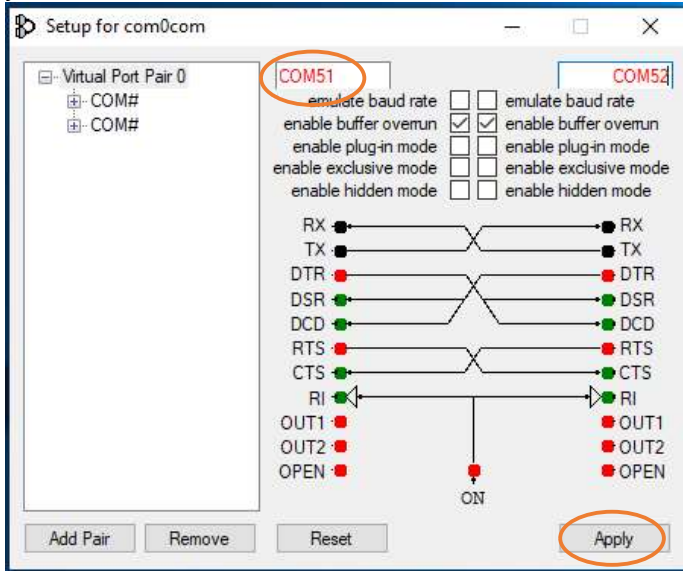 Setup for com0com
Virtual Port Pair 0
COM#
COM#
COM51
COM52
emulate baud rate
emulate baud rate
enable buffer overrun
enable buffer overrun
enable plug-in mode
enable plug-in mode
enable exclusive mode
enable exclusive mode
enable hidden mode
enable hidden mode
RX
RX
TX
TX
DTR
DTR
DSR
DSR
DCD
DCD
RTS
RTS
CTS
CTS
RI
RI
OUT1
OUT1
OUT2
OUT2
OPEN
OPEN
ON
Add Pair
Remove
Reset
Apply